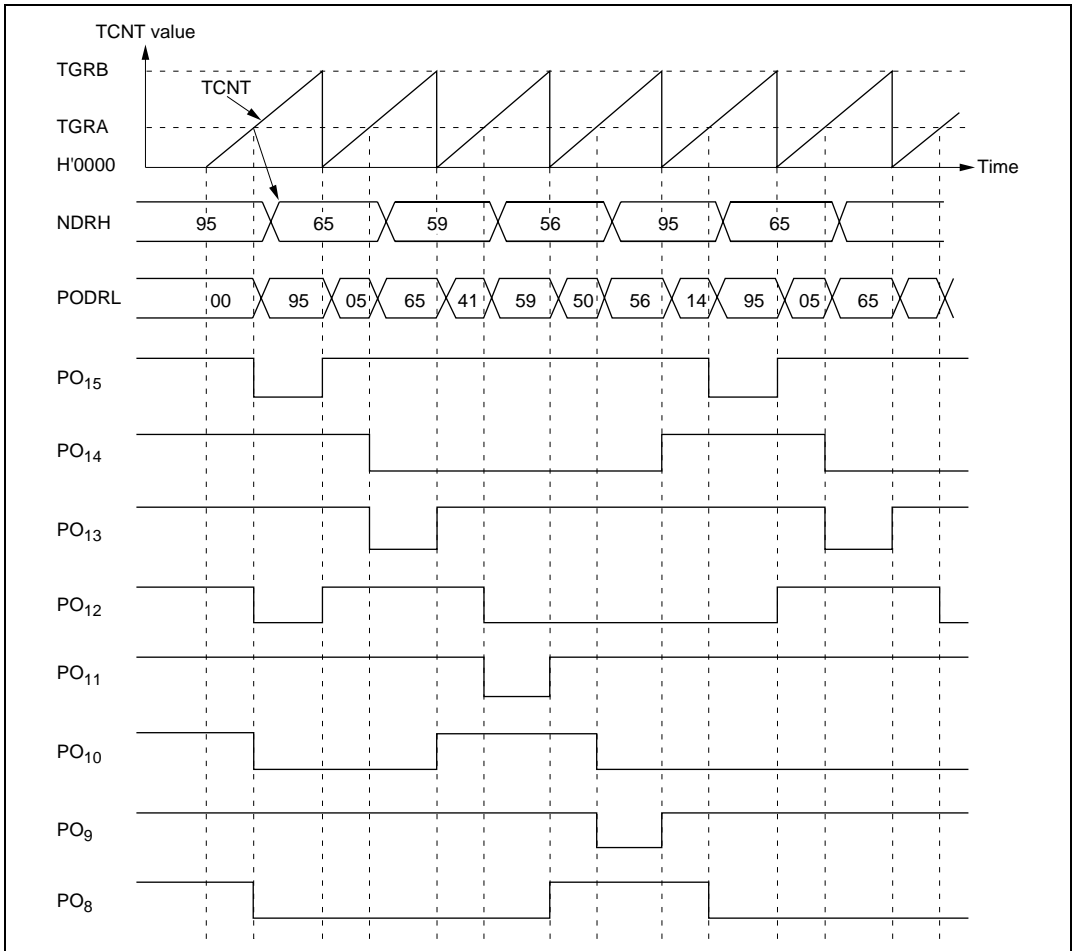 TCNT value
TGRB
TCNT
TGRA
H'0000
Time
NDRH 95 65 59 56 95 65
PODRL 00 95 05 65 41 59 50 56 14 95 05 65
PO15
PO14
PO13
PO12
PO11
PO10
PO9
PO8